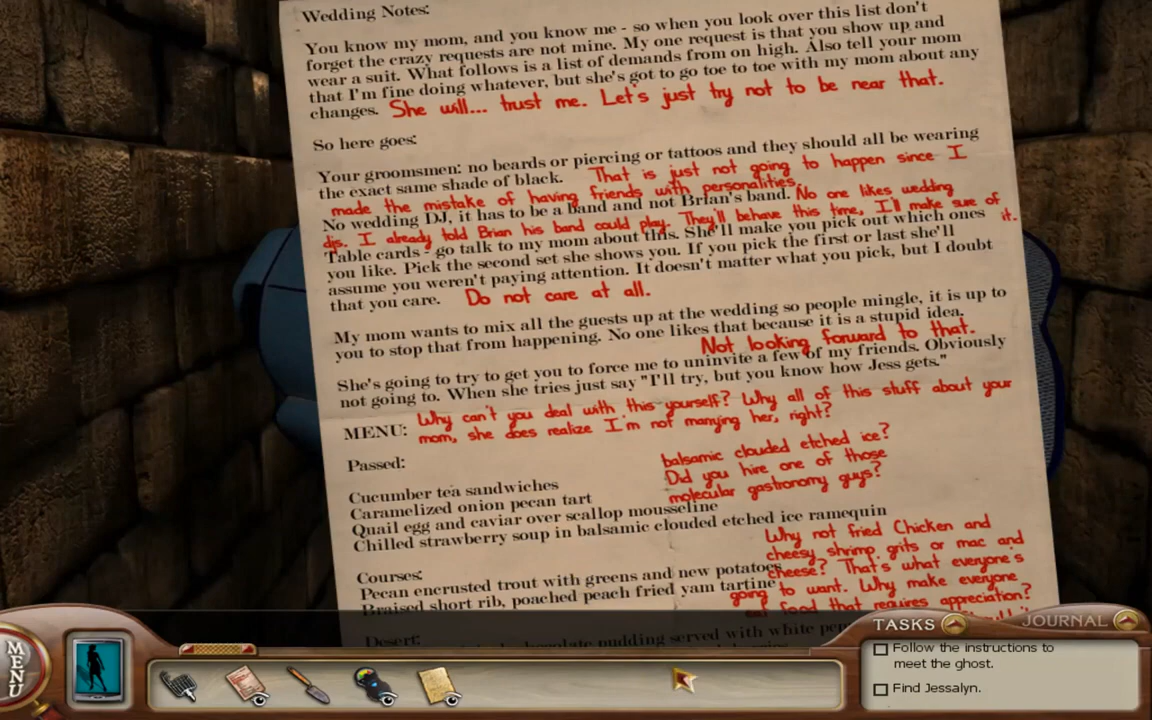 Wedding Notes:
You know my mom, and you know me - so when you look over this list don't
forget the crazy requests are not mine. My one request is that you show up and
wear a suit. What follows is a list of demands from on high. Also tell your mom
that I'm fine doing whatever, but she's got to go toe to toe with my mom about any
changes. She will... trust me. Let's just try not to be near that.
So here goes:
Your groomsmen: no beards or piercing or tattoos and they should all be wearing
the exact same shade of black. That is just not going to happen since I
made the mistake of having friends with personalities.
No wedding DJ, it has to be a band and not Brian's band. No one likes wedding
djs. I already told Brian his band could play. They'll behave this time, I'll make sure of it.
Table cards - go talk to my mom about this. She'll make you pick out which ones
you like. Pick the second set she shows you. If you pick the first or last she'll
assume you weren't paying attention. It doesn't matter what you pick, but I doubt
that you care. Do not care at all.
My mom wants to mix all the guests up at the wedding so people mingle, it is up to
you to stop that from happening. No one likes that because it is a stupid idea.
Not looking forward to that.
She's going to try to get you to force me to uninvite a few of my friends. Obviously
not going to. When she tries just say "I'll try, but you know how Jess gets."
Why can't you deal with this yourself? Why all of this stuff about your
mom, she does realize I'm not marrying her, right?
MENU:
Passed:
Cucumber tea sandwiches
Caramelized onion pecan tart
Quail egg and caviar over scallop mousseline
Chilled strawberry soup in balsamic clouded etched ice ramequin
balsamic clouded etched ice?
Did you hire one of those
molecular gastronomy guys?
Courses:
Pecan encrusted trout with greens and new potatoes
Braised short rib, poached peach fried yam tartine
Why not fried Chicken and
cheesy shrimp grits or mac and
cheese? That's what everyone's
going to want. Why make everyone
eat food that requires appreciation?
Desert:
chocolate pudding served with white
MENU
TASKS
JOURNAL
Follow the instructions to
meet the ghost.
Find Jessalyn.